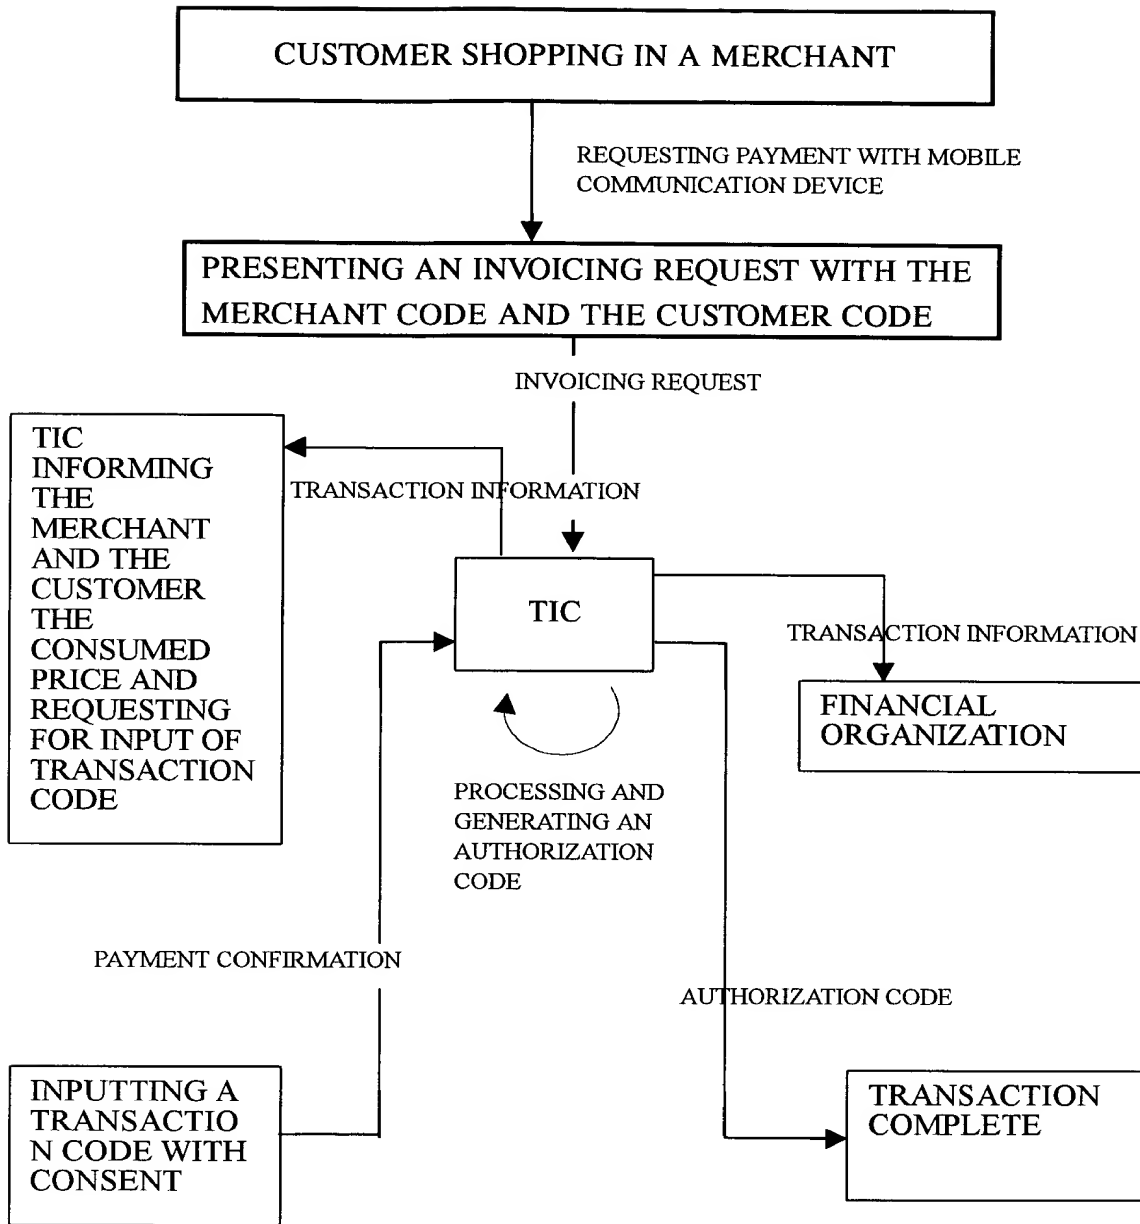 CUSTOMER SHOPPING IN A MERCHANT
REQUESTING PAYMENT WITH MOBILE
COMMUNICATION DEVICE
PRESENTING AN INVOICING REQUEST WITH THE
MERCHANT CODE AND THE CUSTOMER CODE
INVOICING REQUEST
TIC
INFORMING
THE
MERCHANT
AND THE
CUSTOMER
THE
CONSUMED
PRICE AND
REQUESTING
FOR INPUT OF
TRANSACTION
CODE
TRANSACTION INFORMATION
TIC
TRANSACTION INFORMATION
FINANCIAL
ORGANIZATION
PROCESSING AND
GENERATING AN
AUTHORIZATION
CODE
PAYMENT CONFIRMATION
AUTHORIZATION CODE
INPUTTING A
TRANSACTIO
N CODE WITH
CONSENT
TRANSACTION
COMPLETE